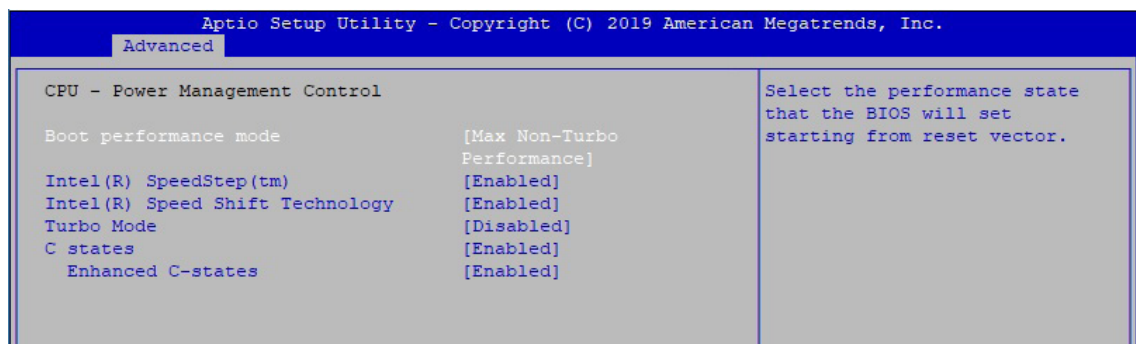 Aptio Setup Utility - Copyright (C) 2019 American Megatrends, Inc.
Advanced
CPU - Power Management Control
Boot performance mode [Max Non-Turbo
Performance]
Intel(R) SpeedStep(tm) [Enabled]
Intel(R) Speed Shift Technology [Enabled]
Turbo Mode [Disabled]
C states [Enabled]
Enhanced C-states [Enabled]
Select the performance state
that the BIOS will set
starting from reset vector.